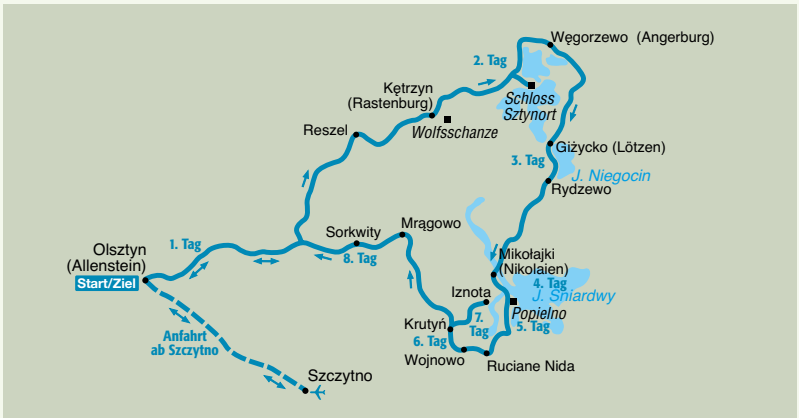 Węgorzewo (Angerburg)
2. Tag
Kętrzyn
(Rastenburg)
Schloss
Sztynort
Reszel
Wolfsschanze
Giżycko (Lötzen)
3. Tag
J. Niegocin
Rydzewo
Mrągowo
Sorkwity
1. Tag
Olsztyn
(Allenstein)
8. Tag
Mikołajki
(Nikolaien)
Start/Ziel
4. Tag
Iznota
J. Sniardwy
Popielno
7.
Tag
5. Tag
Krutyń
6. Tag
Anfahrt
ab Szczytno
Wojnowo
Ruciane Nida
Szczytno